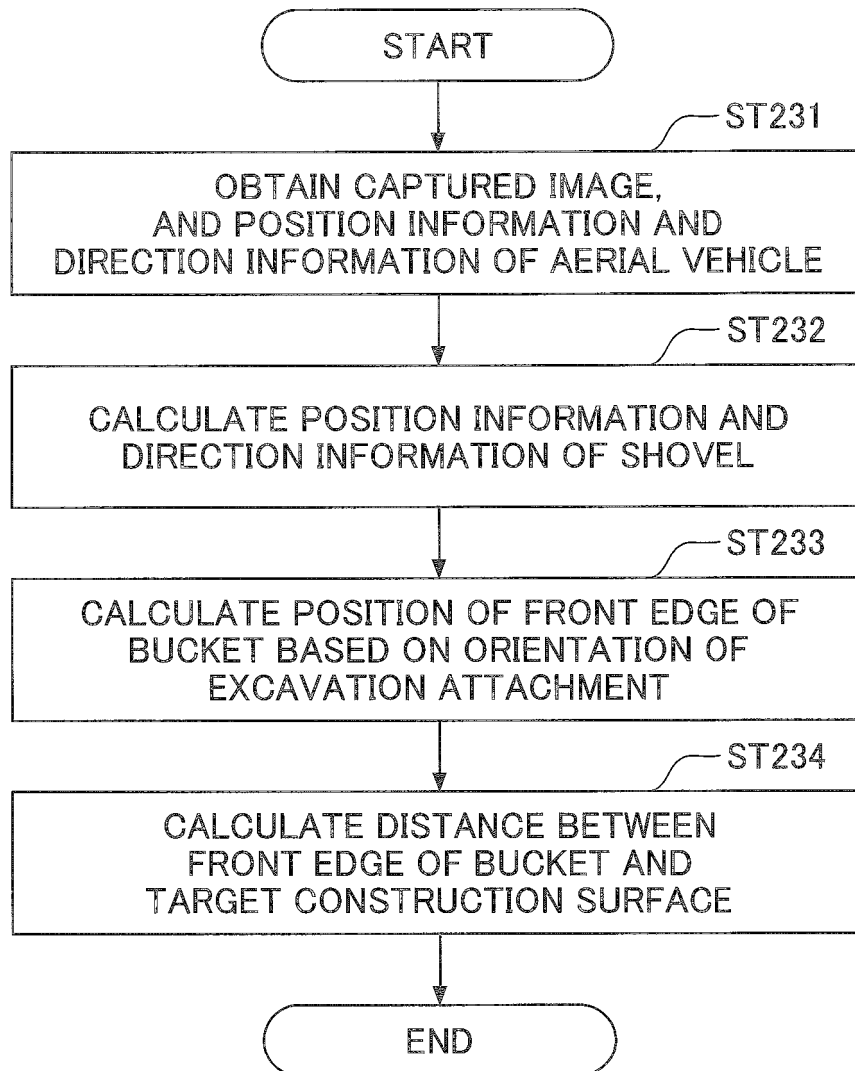 START
ST231
OBTAIN CAPTURED IMAGE,
AND POSITION INFORMATION AND
DIRECTION INFORMATION OF AERIAL VEHICLE
ST232
CALCULATE POSITION INFORMATION AND
DIRECTION INFORMATION OF SHOVEL
ST233
CALCULATE POSITION OF FRONT EDGE OF
BUCKET BASED ON ORIENTATION OF
EXCAVATION ATTACHMENT
ST234
CALCULATE DISTANCE BETWEEN
FRONT EDGE OF BUCKET AND
TARGET CONSTRUCTION SURFACE
END